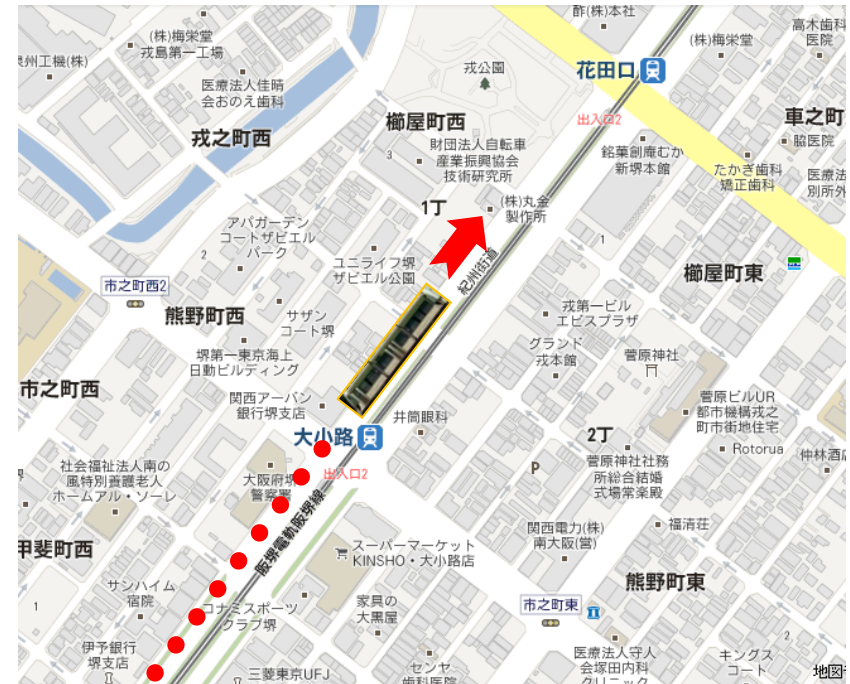 酢(株)本社
(株)梅栄堂
戎島第一工場
泉州工機(株)
(株)梅栄堂
高木歯科
医院
戎公園
花田口
医療法人佳晴
会おのえ歯科
出入口2
車之町
櫛屋町西
戎之町西
脇医院
3
財団法人自転車
産業振興協会
技術研究所
銘菓創庵むか
新堺本館
たかぎ歯科
矯正歯科
医療法
別所外
1丁
(株)丸金
製作所
アパガーデン
コートザビエル
パーク
2
1
ユニライフ堺
ザビエル公園
紀州街道
櫛屋町東
市之町西2
熊野町西
サザン
コート堺
戎第一ビル
エビスプラザ
グランド
戎本館
菅原神社
堺第一東京海上
日動ビルディング
市之町西
関西アーバン
銀行堺支店
菅原ビルUR
都市機構戎之
町市街地住宅
井筒眼科
大小路
2丁
Rotorua
仲林酒店
社会福祉法人南の
風特別養護老人
ホームアル・ソーレ
大阪府堺
警察署
出入口2
P
菅原神社社務
所総合結婚
式場常楽殿
阪堺電軌阪堺線
関西電力(株)
南大阪(営)
福清荘
甲斐町西
スーパーマーケット
KINSHO・大小路店
熊野町東
サンハイム
宿院
1
コナミスポーツ
クラブ堺
家具の
大黒屋
市之町東
2
伊予銀行
堺支店
三菱東京UFJ
センヤ
歯科医院
医療法人守人
会塚田内科
クリニック
キングス
コート
地図